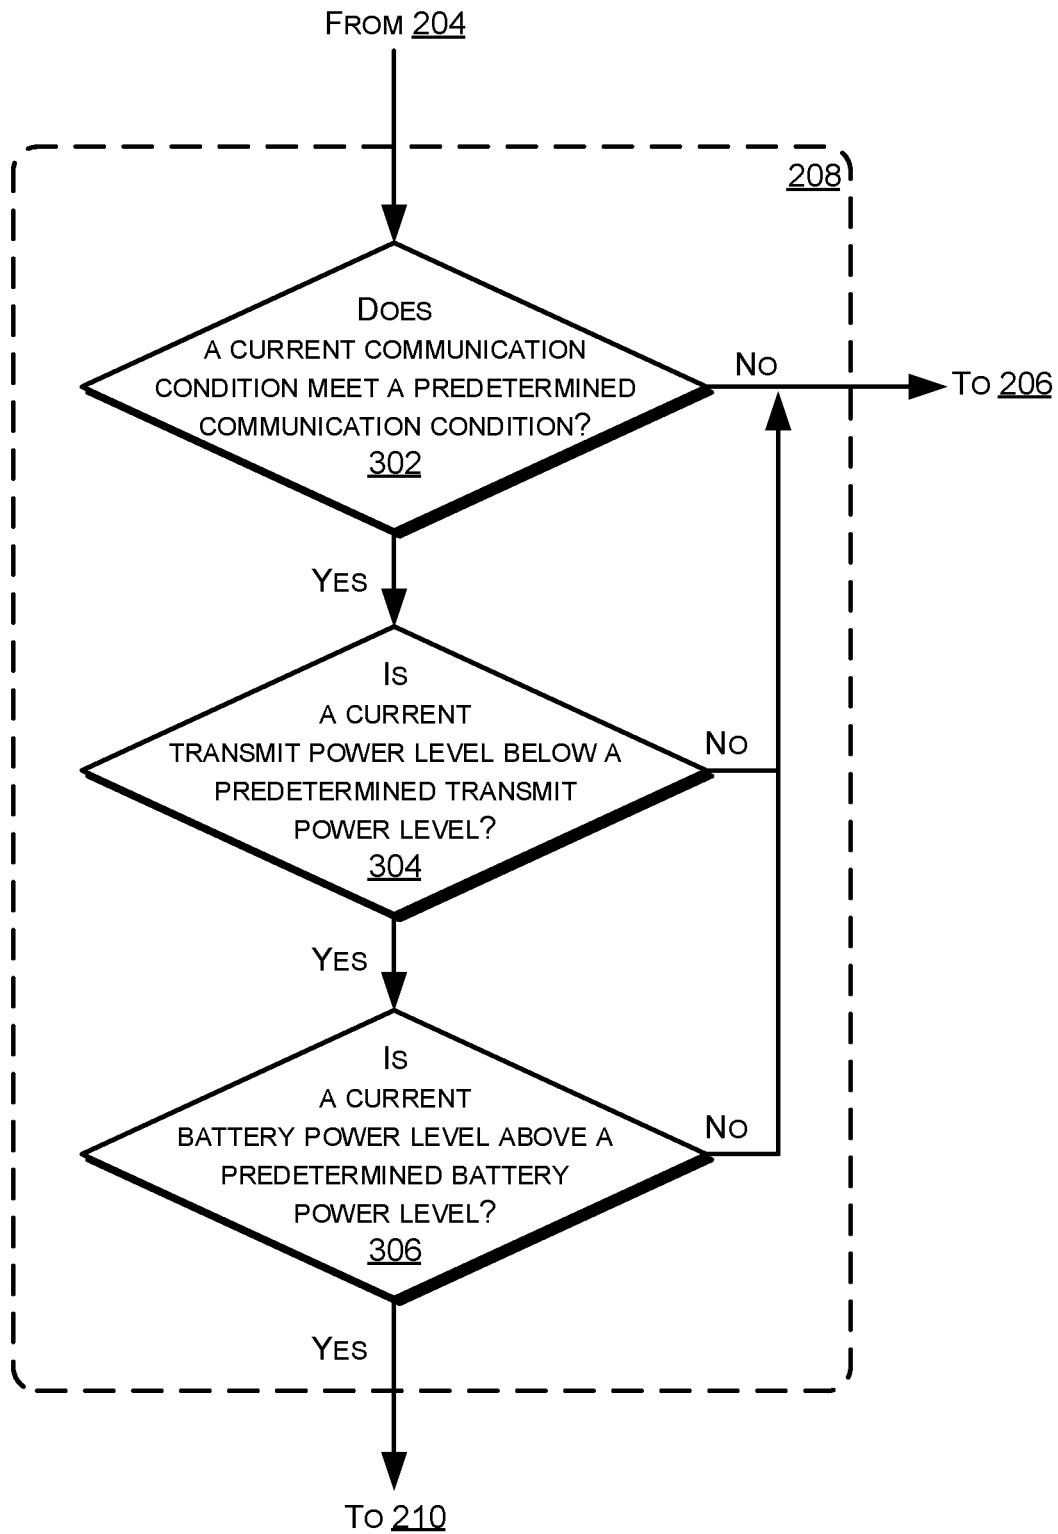 FROM 204
208
DOES
A CURRENT COMMUNICATION
CONDITION MEET A PREDETERMINED
COMMUNICATION CONDITION?
302
NO
TO 206
YES
IS
A CURRENT
TRANSMIT POWER LEVEL BELOW A
PREDETERMINED TRANSMIT
POWER LEVEL?
304
NO
YES
IS
A CURRENT
BATTERY POWER LEVEL ABOVE A
PREDETERMINED BATTERY
POWER LEVEL?
306
NO
YES
TO 210